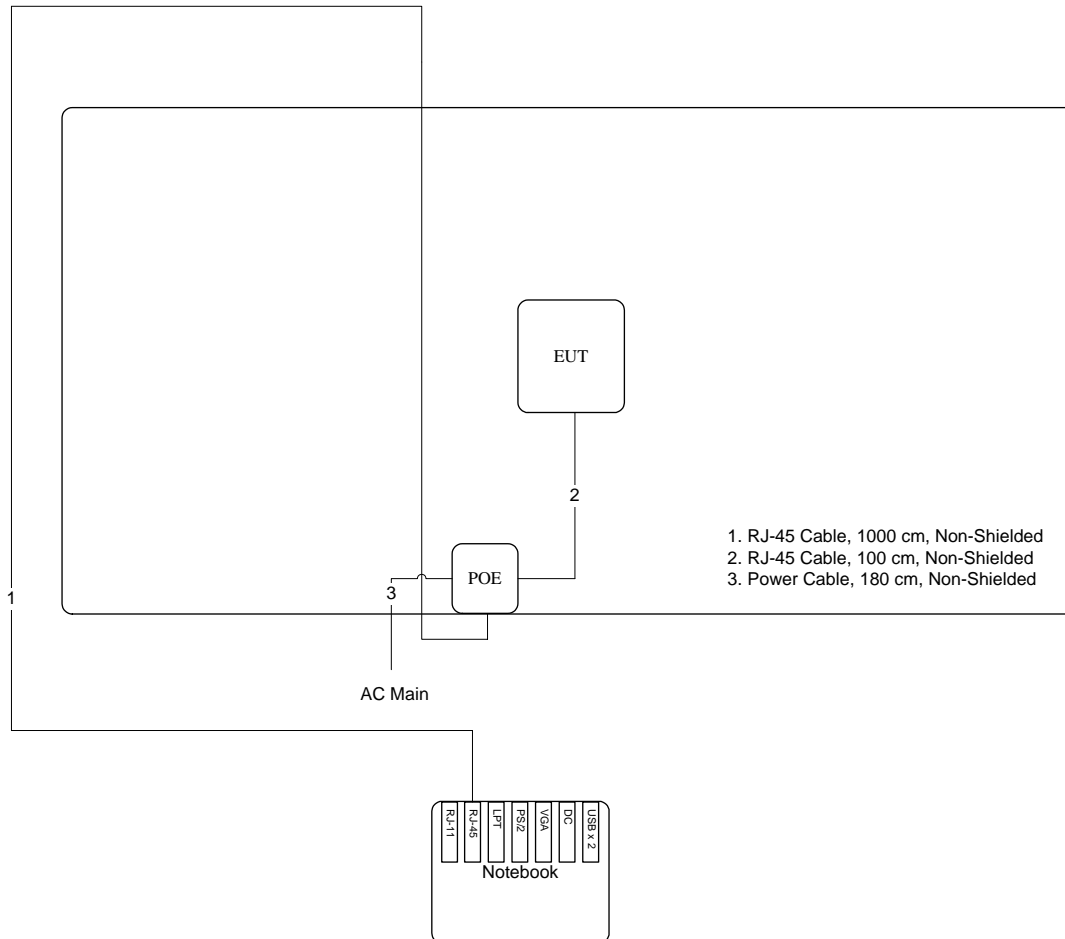 EUT
2
1. RJ-45 Cable, 1000 cm, Non-Shielded
2. RJ-45 Cable, 100 cm, Non-Shielded
3. Power Cable, 180 cm, Non-Shielded
POE
3
1
AC Main
RJ-11
RJ-45
LPT
PS/2
VGA
DC
USB x 2
Notebook